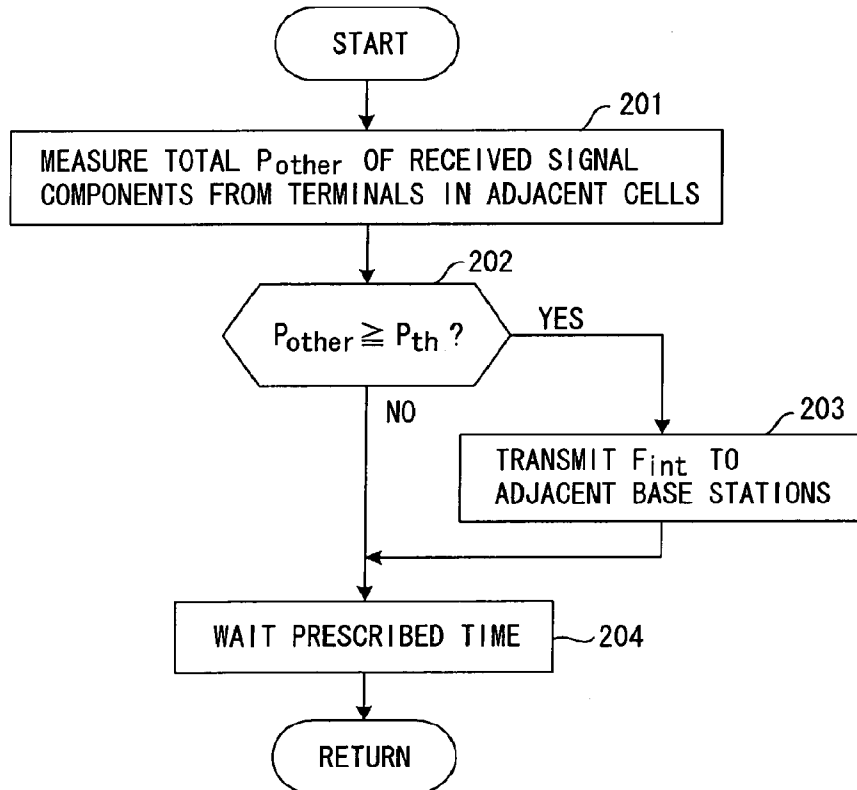 START
201
MEASURE TOTAL Pother OF RECEIVED SIGNAL
COMPONENTS FROM TERMINALS IN ADJACENT CELLS
202
Pother ≧ Pth ?
YES
NO
203
TRANSMIT Fint TO
ADJACENT BASE STATIONS
WAIT PRESCRIBED TIME
204
RETURN